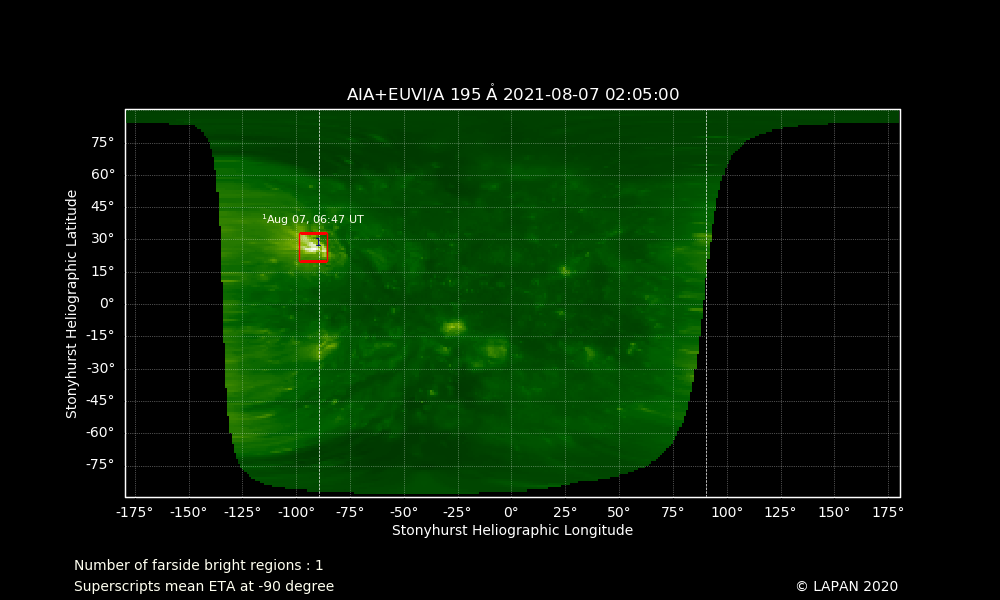 AIA+EUVI/A 195 Å 2021-08-07 02:05:00
75°
60°
45°
30°
15°
0°
-15°
-30°
-45°
-60°
-75°
Stonyhurst Heliographic Latitude
¹Aug 07, 06:47 UT
1
-175° -150° -125° -100° -75° -50° -25° 0° 25° 50° 75° 100° 125° 150° 175°
Stonyhurst Heliographic Longitude
Number of farside bright regions : 1
Superscripts mean ETA at -90 degree
© LAPAN 2020